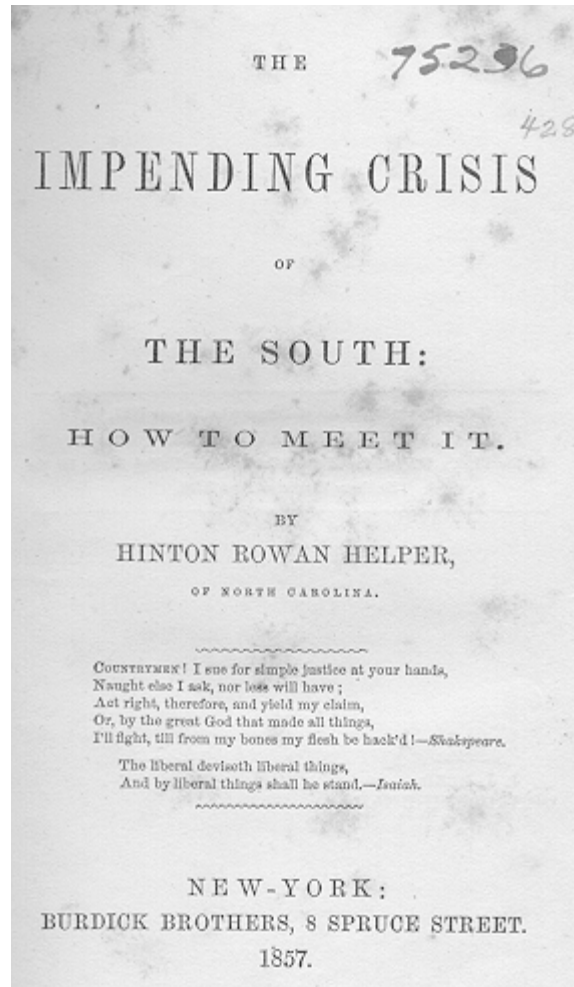 THE
75236
428
IMPENDING CRISIS
OF
THE SOUTH:
HOW TO MEET IT.
BY
HINTON ROWAN HELPER,
OF NORTH CAROLINA.
COUNTRYMEN! I sue for simple justice at your hands,
Naught else I ask, nor less will have;
Act right, therefore, and yield my claim,
Or, by the great God that made all things,
I'll fight, till from my bones my flesh be hack'd!—Shakspeare.
The liberal deviseth liberal things,
And by liberal things shall he stand.—Isaiah.
NEW-YORK:
BURDICK BROTHERS, 8 SPRUCE STREET.
1857.